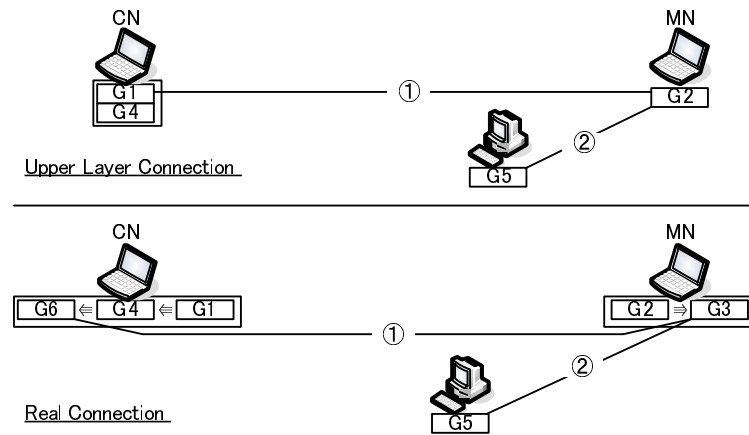 CN
MN
G1
①
G2
G4
②
G5
Upper Layer Connection
CN
MN
G6 ⇐ G4 ⇐ G1
G2 ⇒ G3
①
②
G5
Real Connection